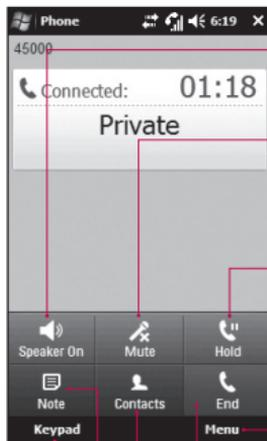 Phone 6:19
45000
Connected: 01:18
Private
Speaker On Mute Hold
Note Contacts End
Keypad Menu